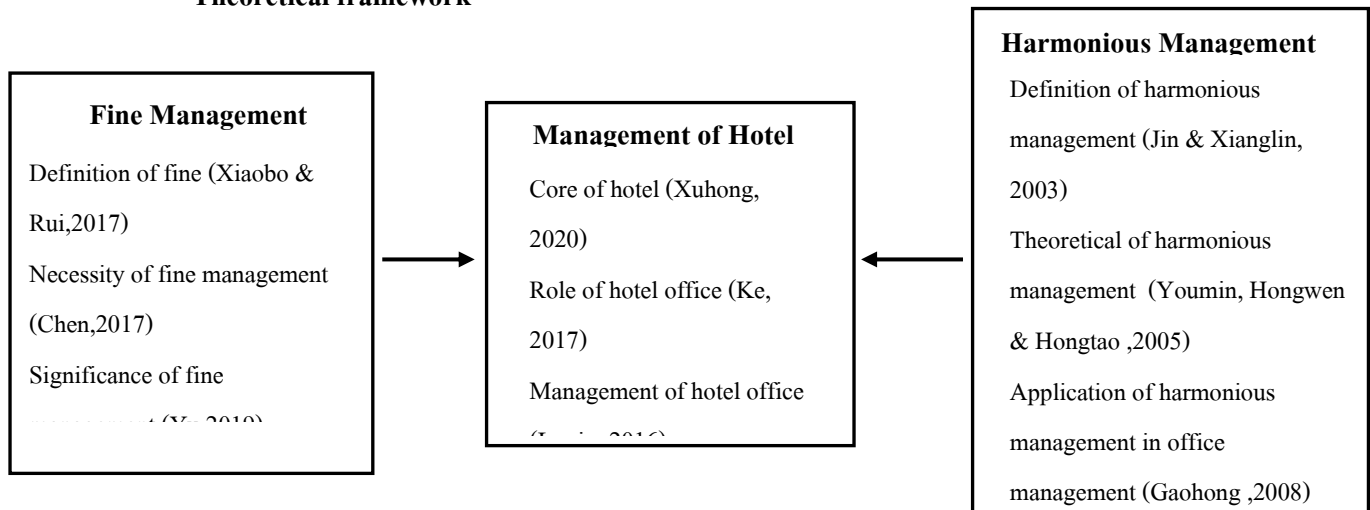 Theoretical framework
Fine Management
Definition of fine (Xiaobo &
Rui,2017)
Necessity of fine management
(Chen,2017)
Significance of fine
Management of Hotel
Core of hotel (Xuhong,
2020)
Role of hotel office (Ke,
2017)
Management of hotel office
Harmonious Management
Definition of harmonious
management (Jin & Xianglin,
2003)
Theoretical of harmonious
management (Youmin, Hongwen
& Hongtao ,2005)
Application of harmonious
management in office
management (Gaohong ,2008)